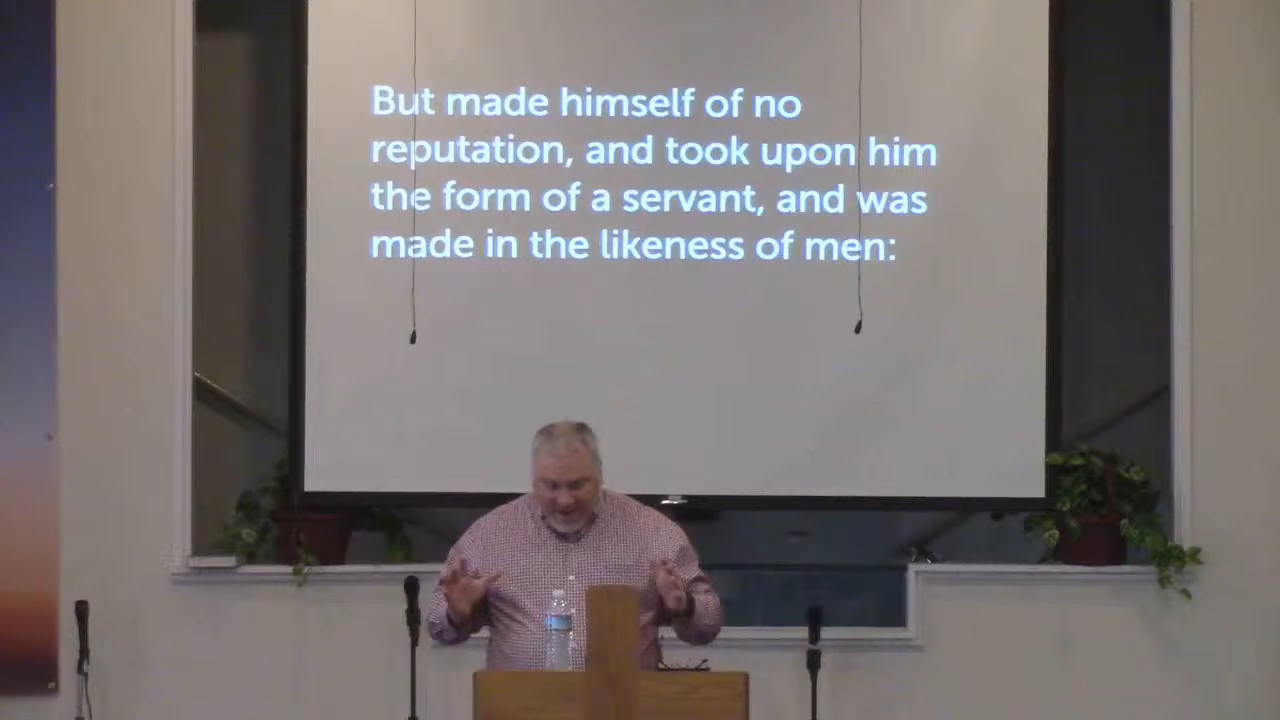 But made himself of no
reputation, and took upon him
the form of a servant, and was
made in the likeness of men: